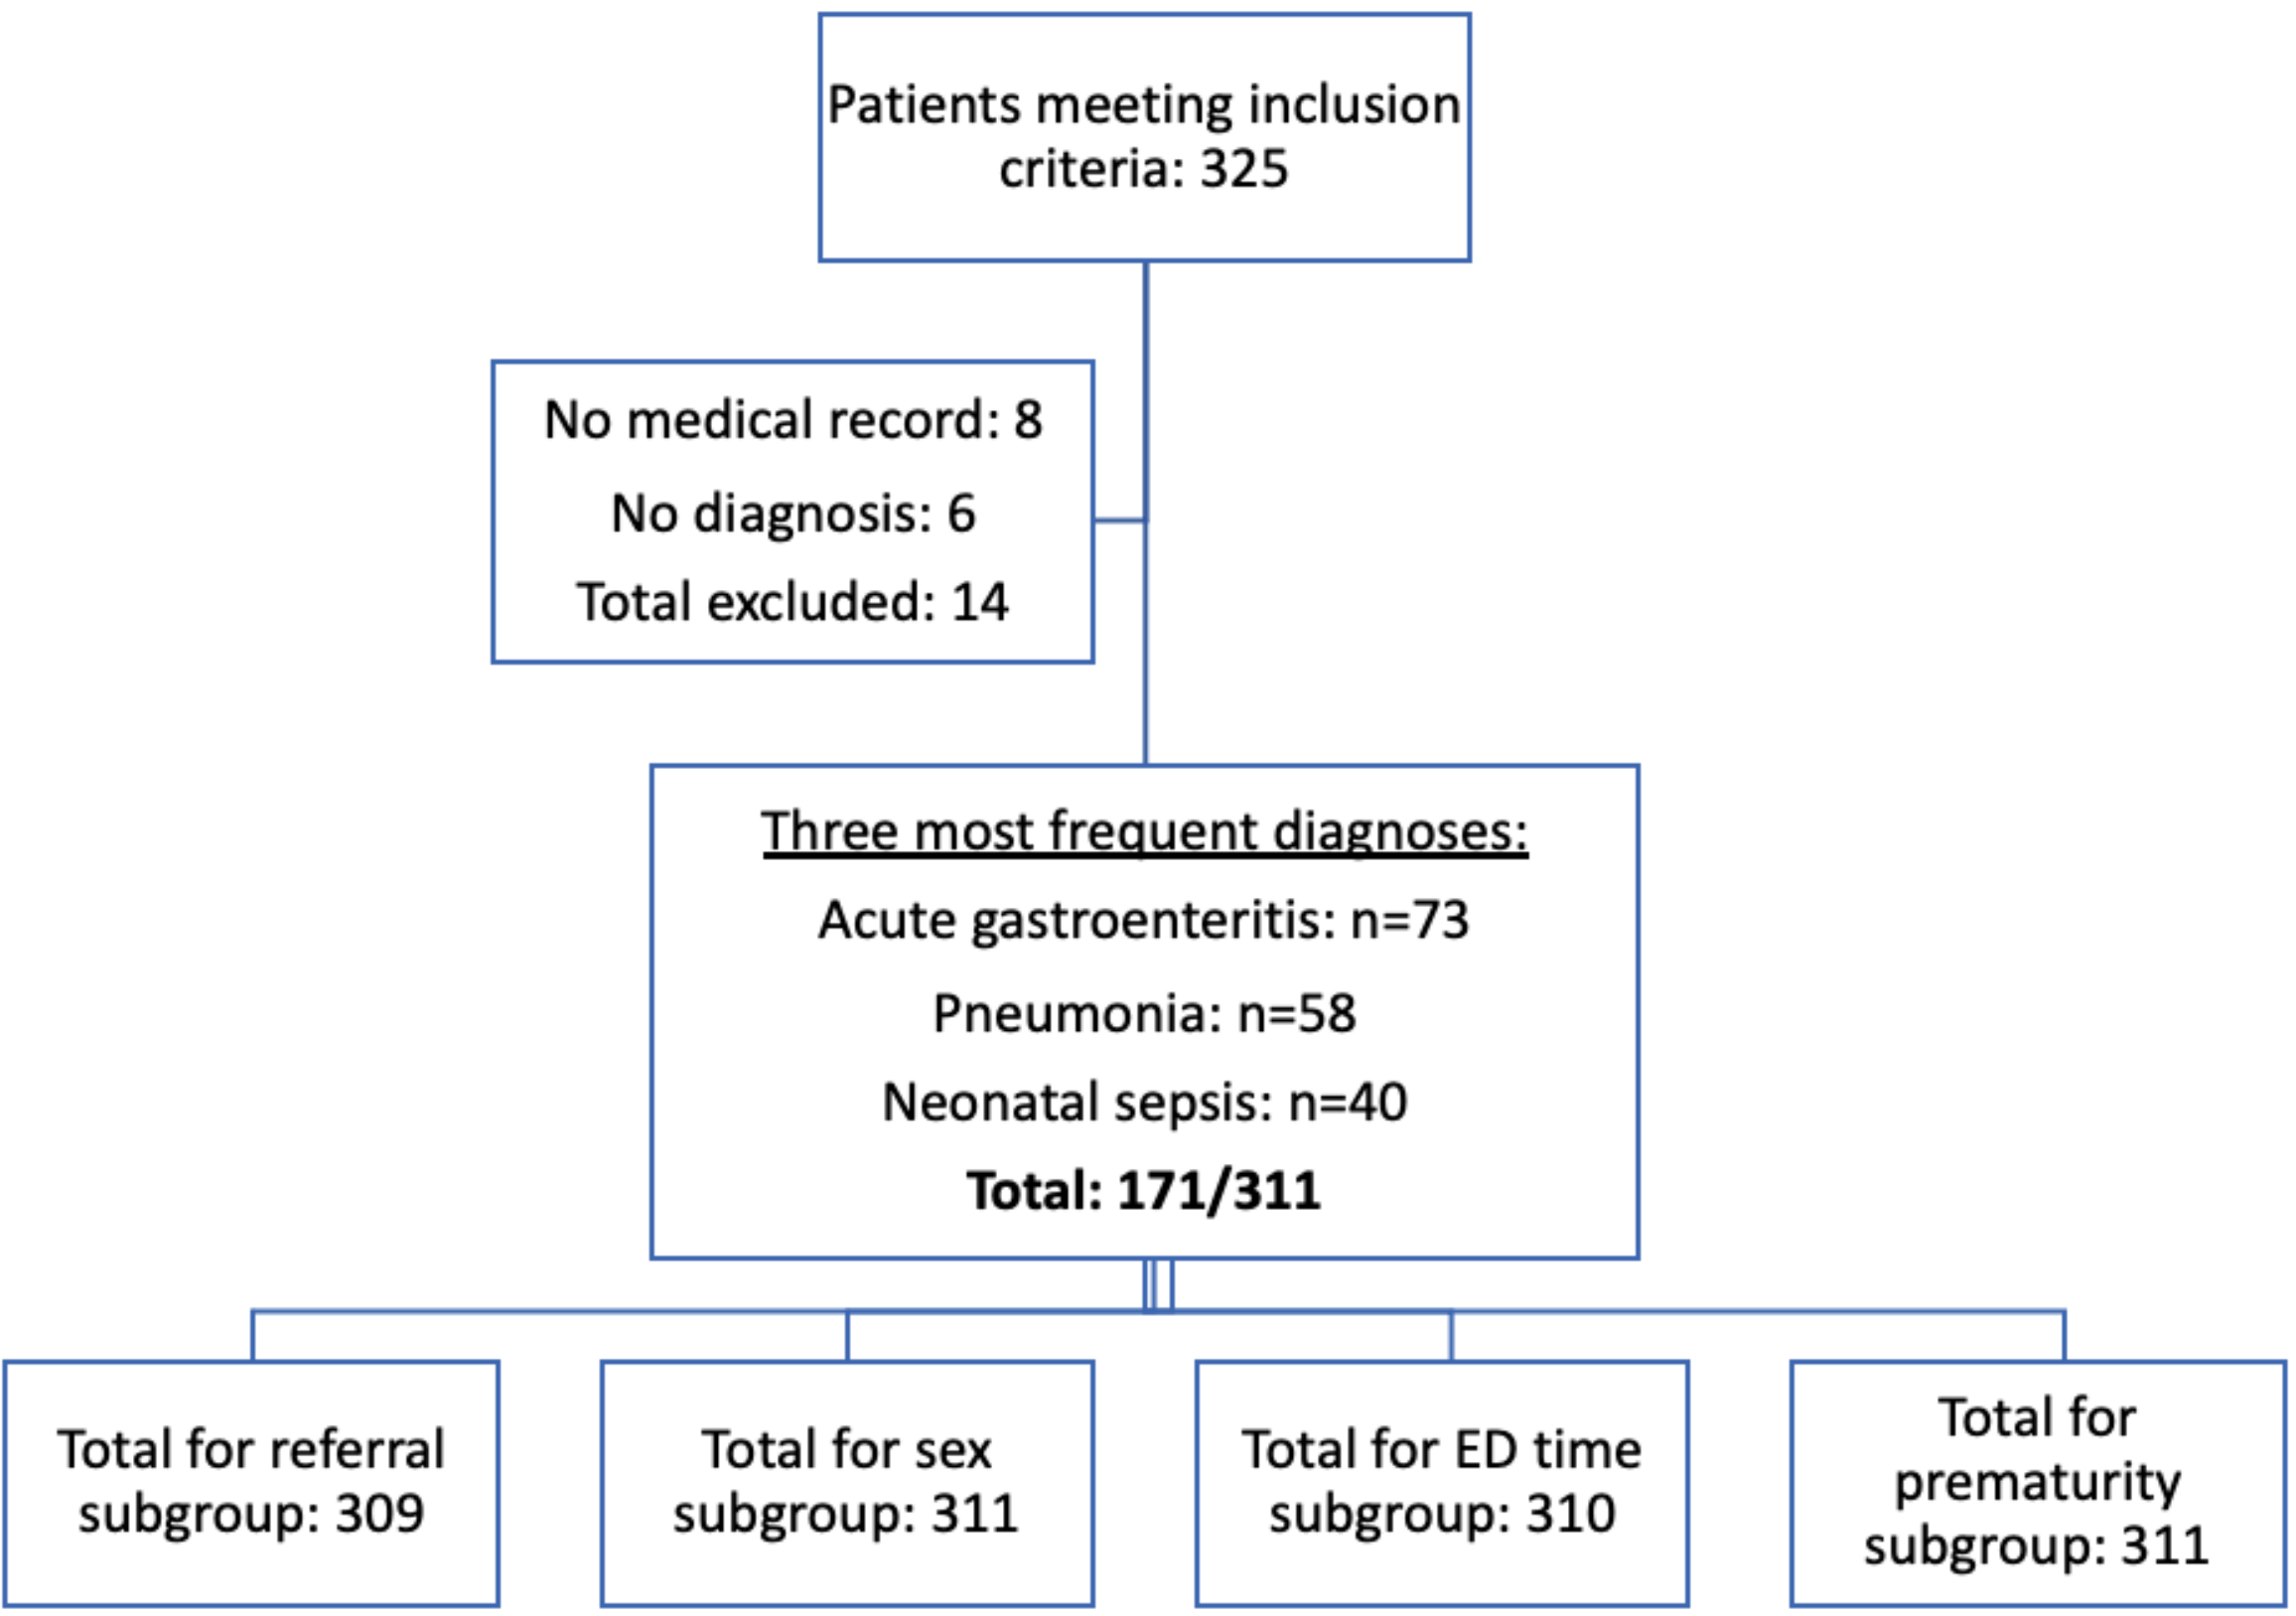 Patients meeting inclusion
criteria: 325
No medical record: 8
No diagnosis: 6
Total excluded: 14
Three most frequent diagnoses:
Acute gastroenteritis: n=73
Pneumonia: n=58
Neonatal sepsis: n=40
Total: 171/311
Total for referral
subgroup: 309
Total for sex
subgroup: 311
Total for ED time
subgroup: 310
Total for
prematurity
subgroup: 311